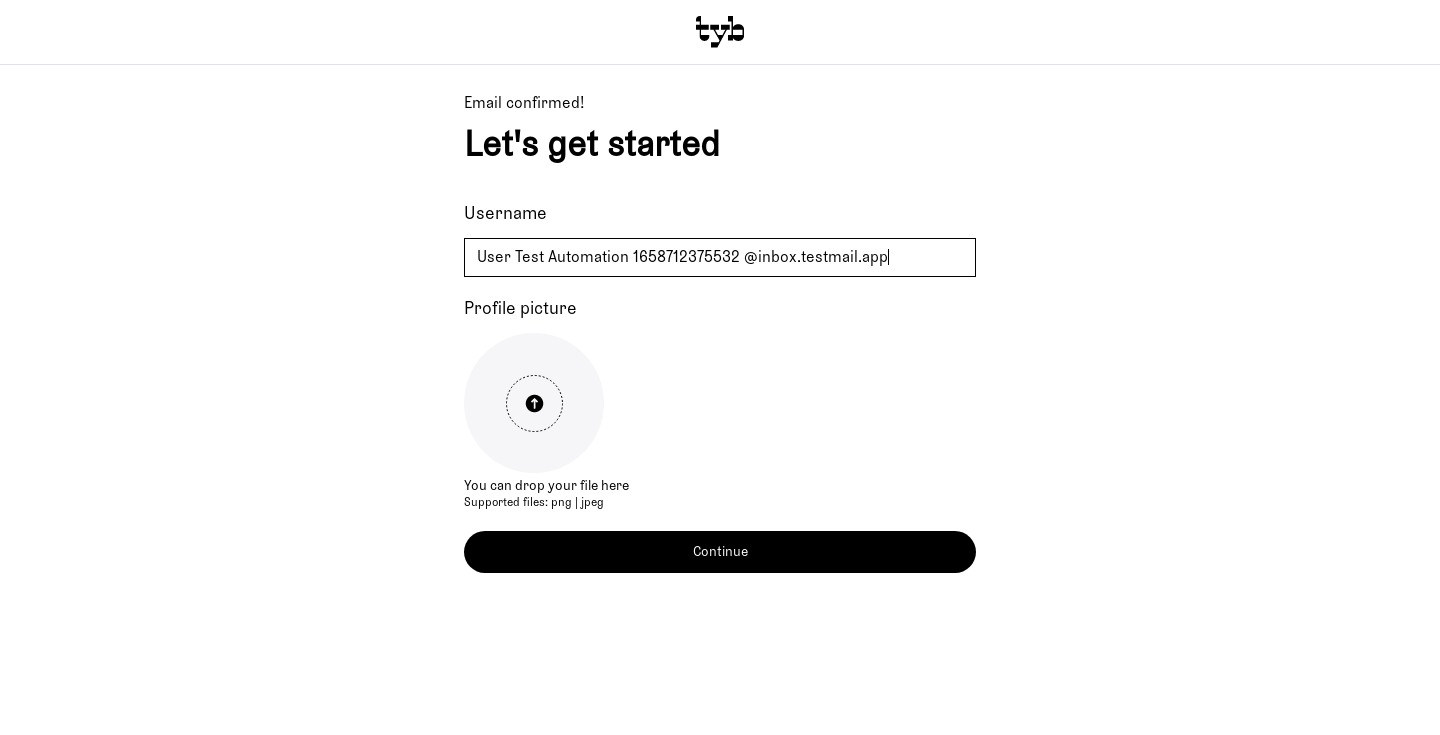 tyb
Email confirmed!
Let's get started
Username
User Test Automation 1658712375532 @inbox.testmail.app
Profile picture
You can drop your file here
Supported files: png | jpeg
Continue